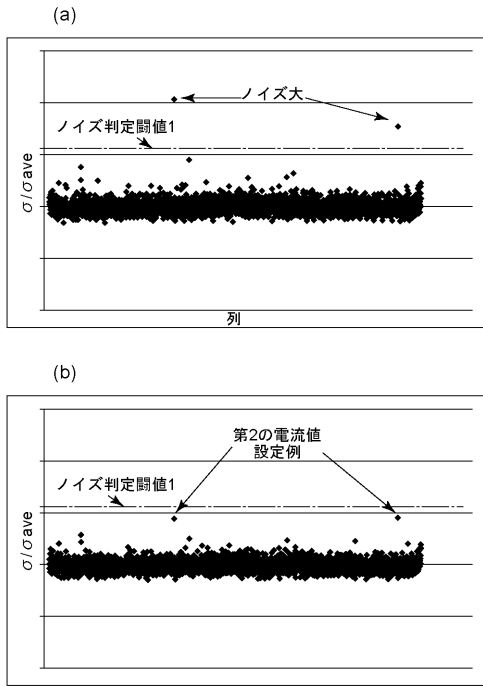 (a)
ノイズ大
ノイズ判定闘値1
σ/σave
列
(b)
第2の電流値
設定例
ノイズ判定闘値1
σ/σave